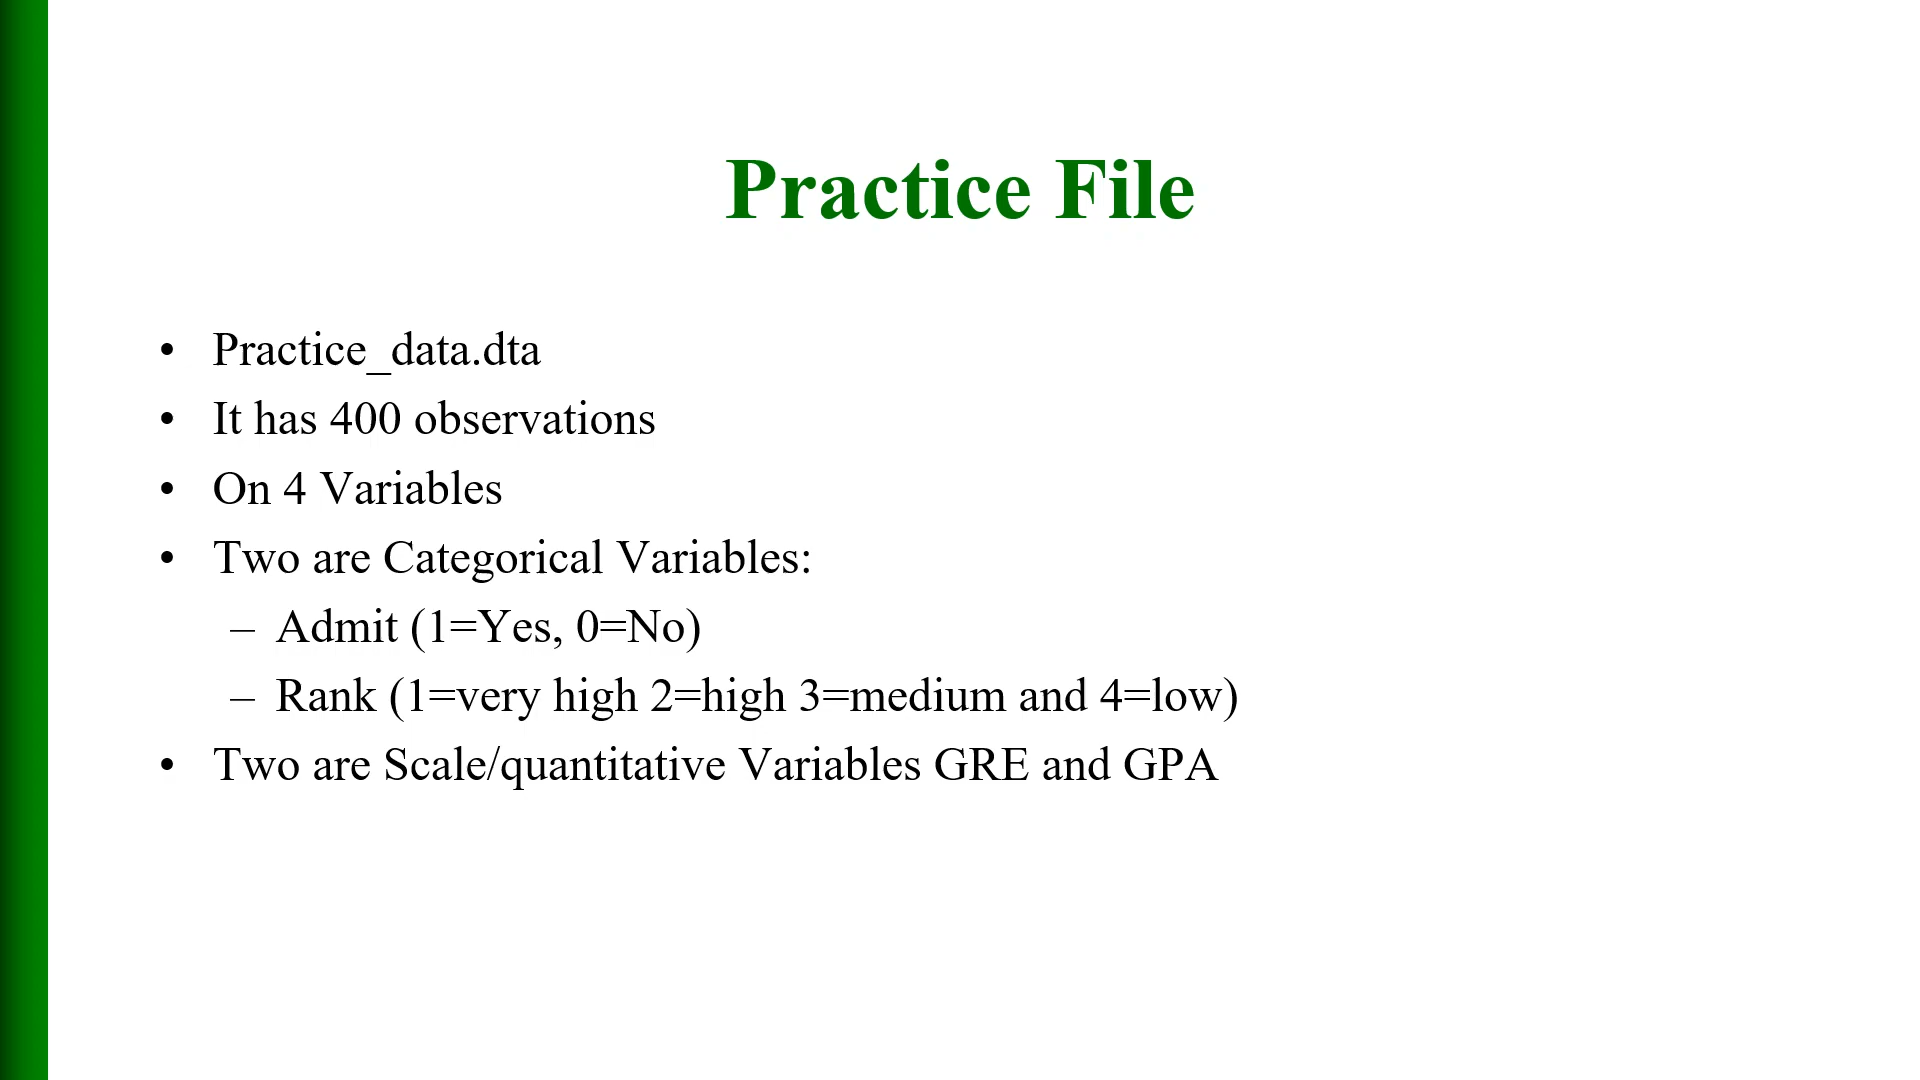 Practice File
• Practice_data.dta
• It has 400 observations
• On 4 Variables
• Two are Categorical Variables:
– Admit (1=Yes, 0=No)
– Rank (1=very high 2=high 3=medium and 4=low)
• Two are Scale/quantitative Variables GRE and GPA